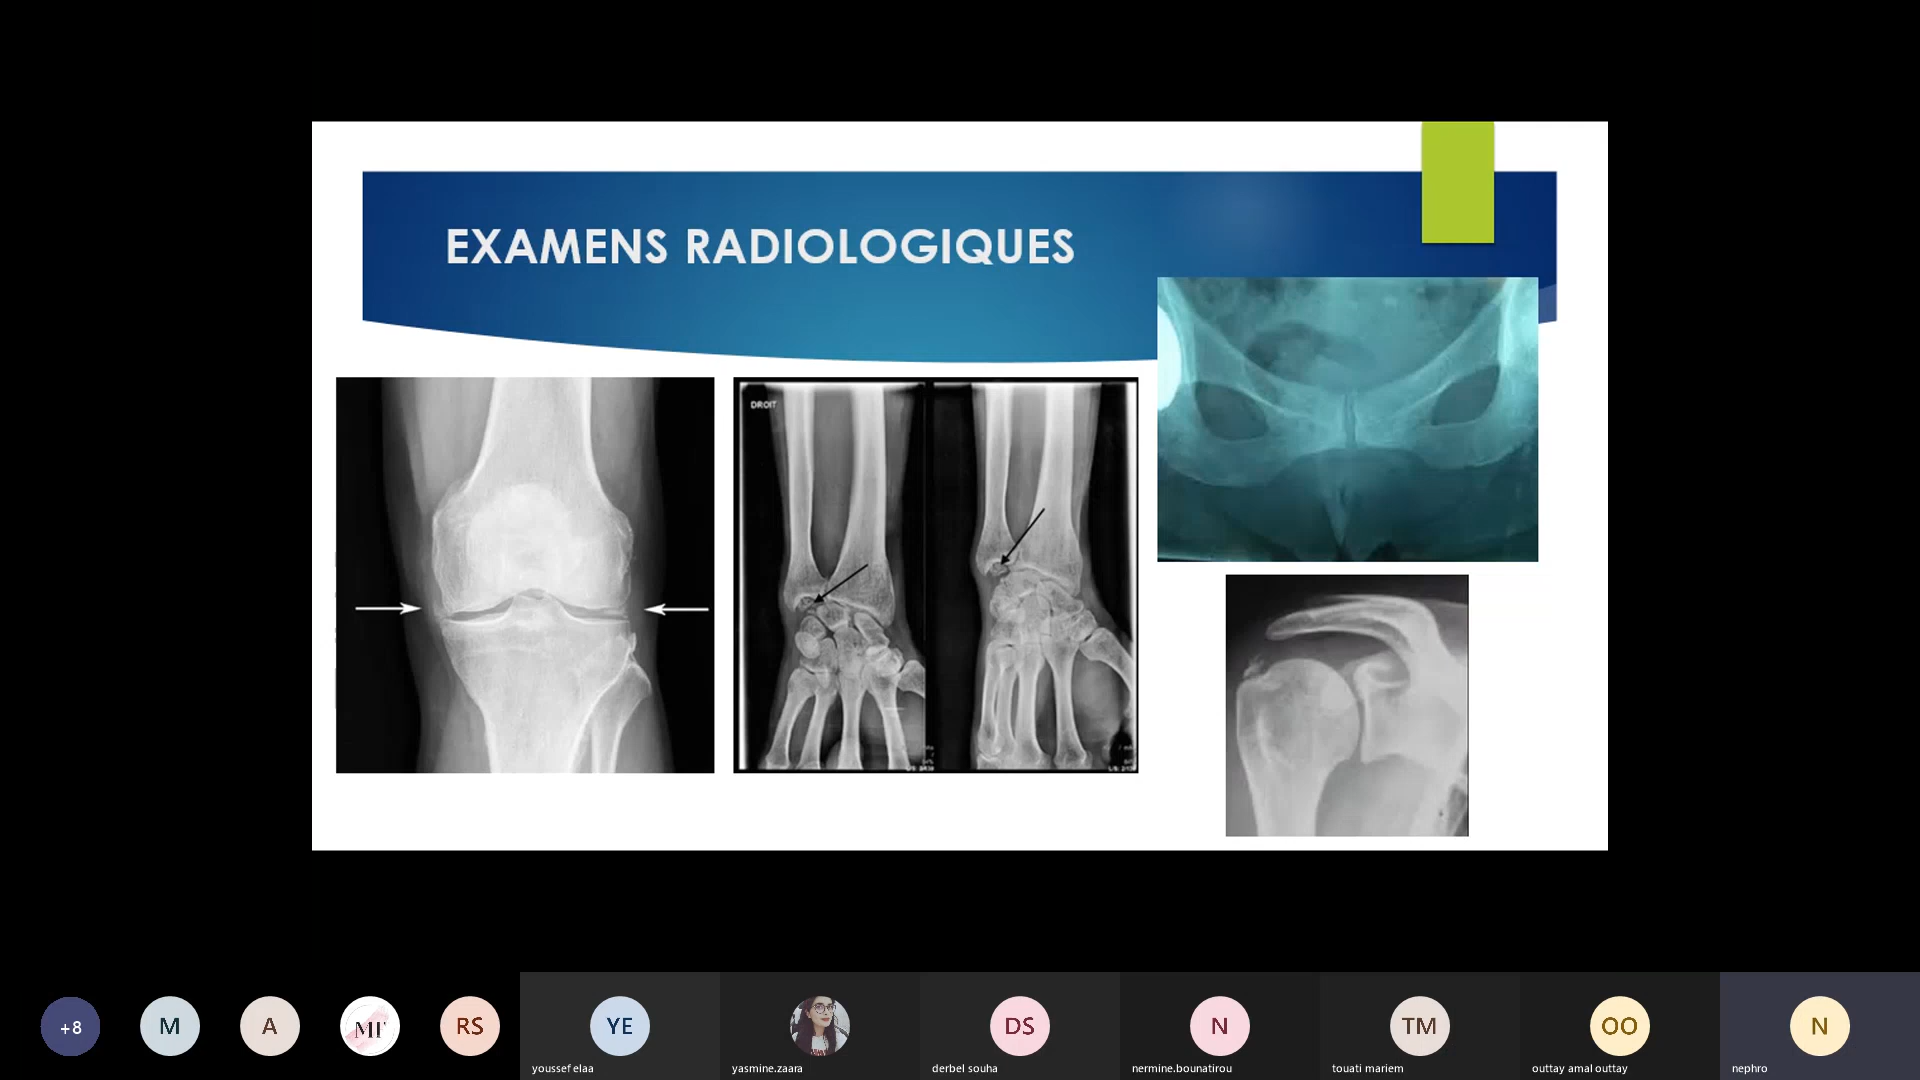 EXAMENS RADIOLOGIQUES
DROIT
+8
M
A
MF
RS
YE
DS
N
TM
OO
N
youssef elaa
yasmine.zaara
derbel souha
nermine.bounatirou
touati mariem
outtay amal outtay
nephro